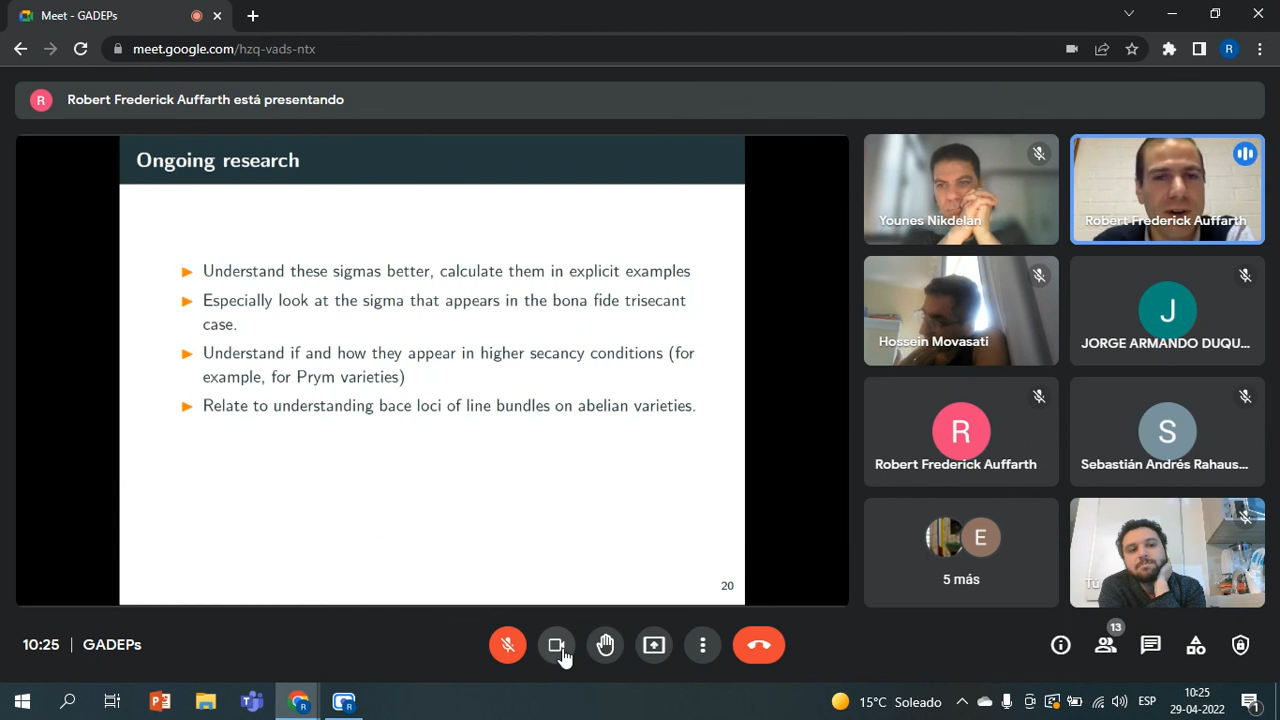 Meet - GADEPs
meet.google.com/hzq-vads-ntx
R
R
Robert Frederick Auffarth está presentando
Ongoing research
Understand these sigmas better, calculate them in explicit examples
Especially look at the sigma that appears in the bona fide trisecant
case.
Understand if and how they appear in higher secancy conditions (for
example, for Prym varieties)
Relate to understanding bace loci of line bundles on abelian varieties.
20
Younes Nikdelan
Robert Frederick Auffarth
Hossein Movasati
J
JORGE ARMANDO DUQU...
R
Robert Frederick Auffarth
S
Sebastián Andrés Rahaus...
E
5 más
Tú
10:25 | GADEPs
13
15°C Soleado
ESP
10:25
29-04-2022
1